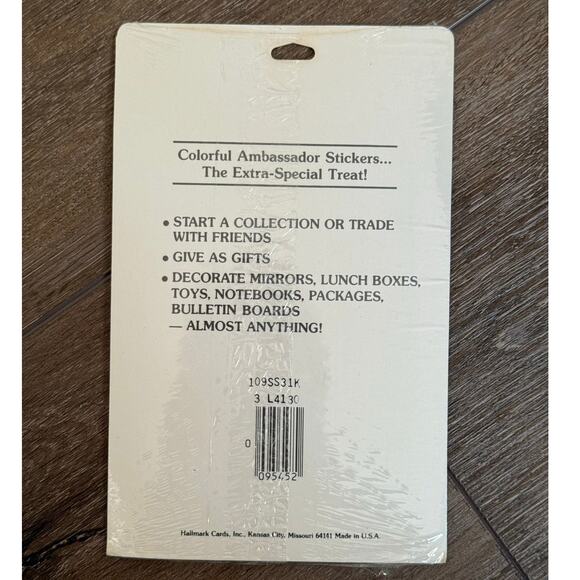 Colorful Ambassador Stickers...
The Extra-Special Treat!
• START A COLLECTION OR TRADE
WITH FRIENDS
• GIVE AS GIFTS
• DECORATE MIRRORS, LUNCH BOXES,
TOYS, NOTEBOOKS, PACKAGES,
BULLETIN BOARDS
— ALMOST ANYTHING!
109SS31K
3 L4130
0
095452
Hallmark Cards, Inc., Kansas City, Missouri 64141 Made in U.S.A.